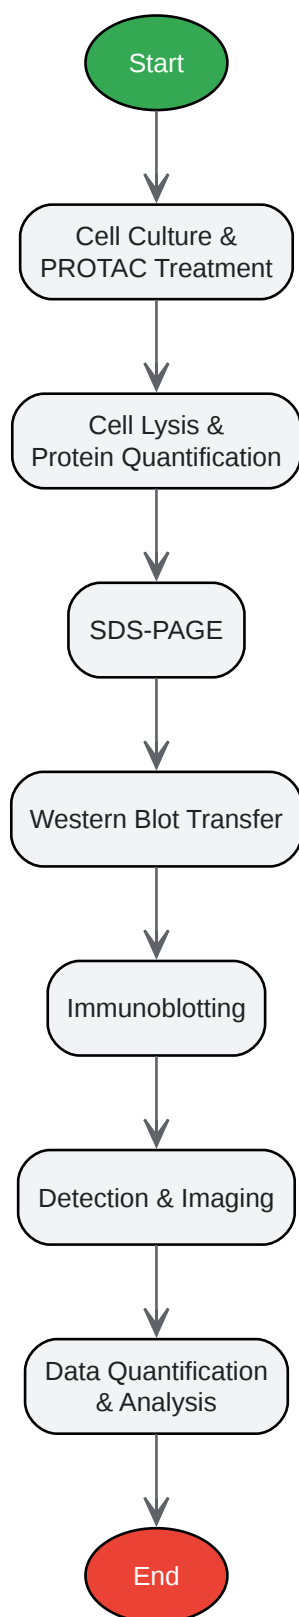 Start
Cell Culture &
PROTAC Treatment
Cell Lysis &
Protein Quantification
SDS-PAGE
Western Blot Transfer
Immunoblotting
Detection & Imaging
Data Quantification
& Analysis
End